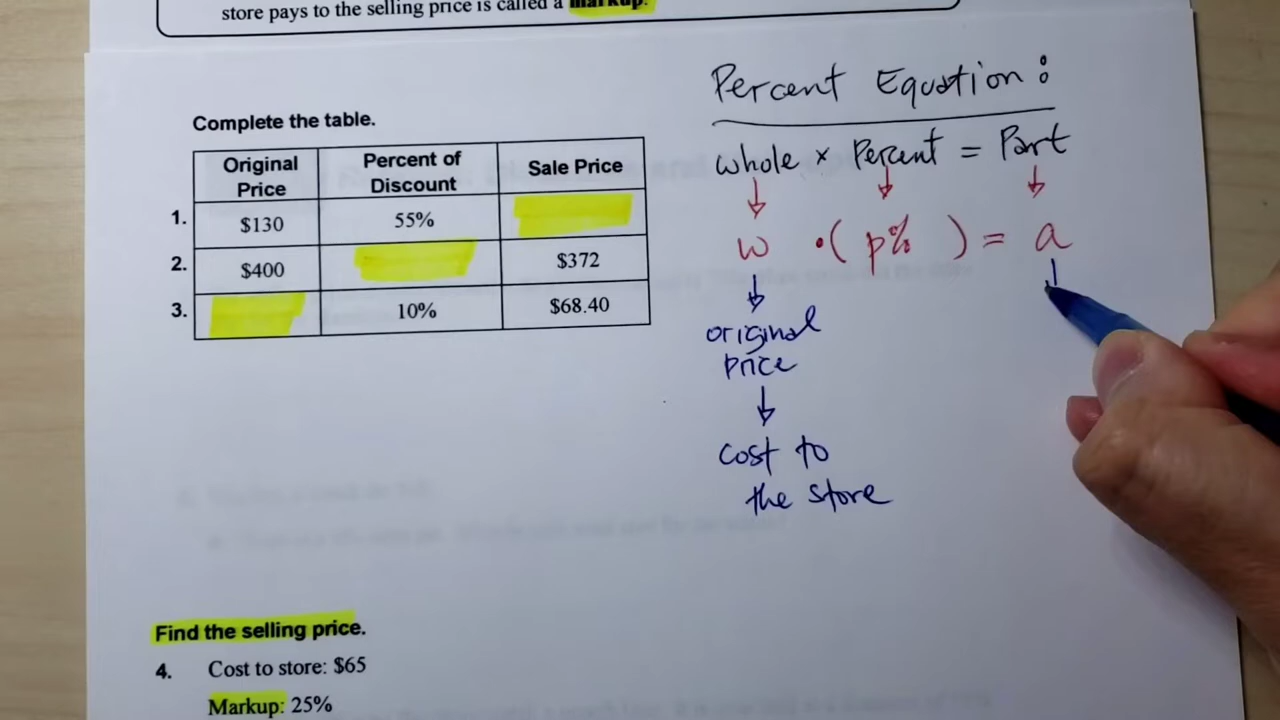 store pays to the selling price is called a markup.
Complete the table.
Original Price Percent of Discount Sale Price
1. $130 55%
2. $400 $372
3. 10% $68.40
Find the selling price.
4. Cost to store: $65
Markup: 25%
Percent Equation:
whole × Percent = Part
w •( p% ) = a
original
price
cost to
the store